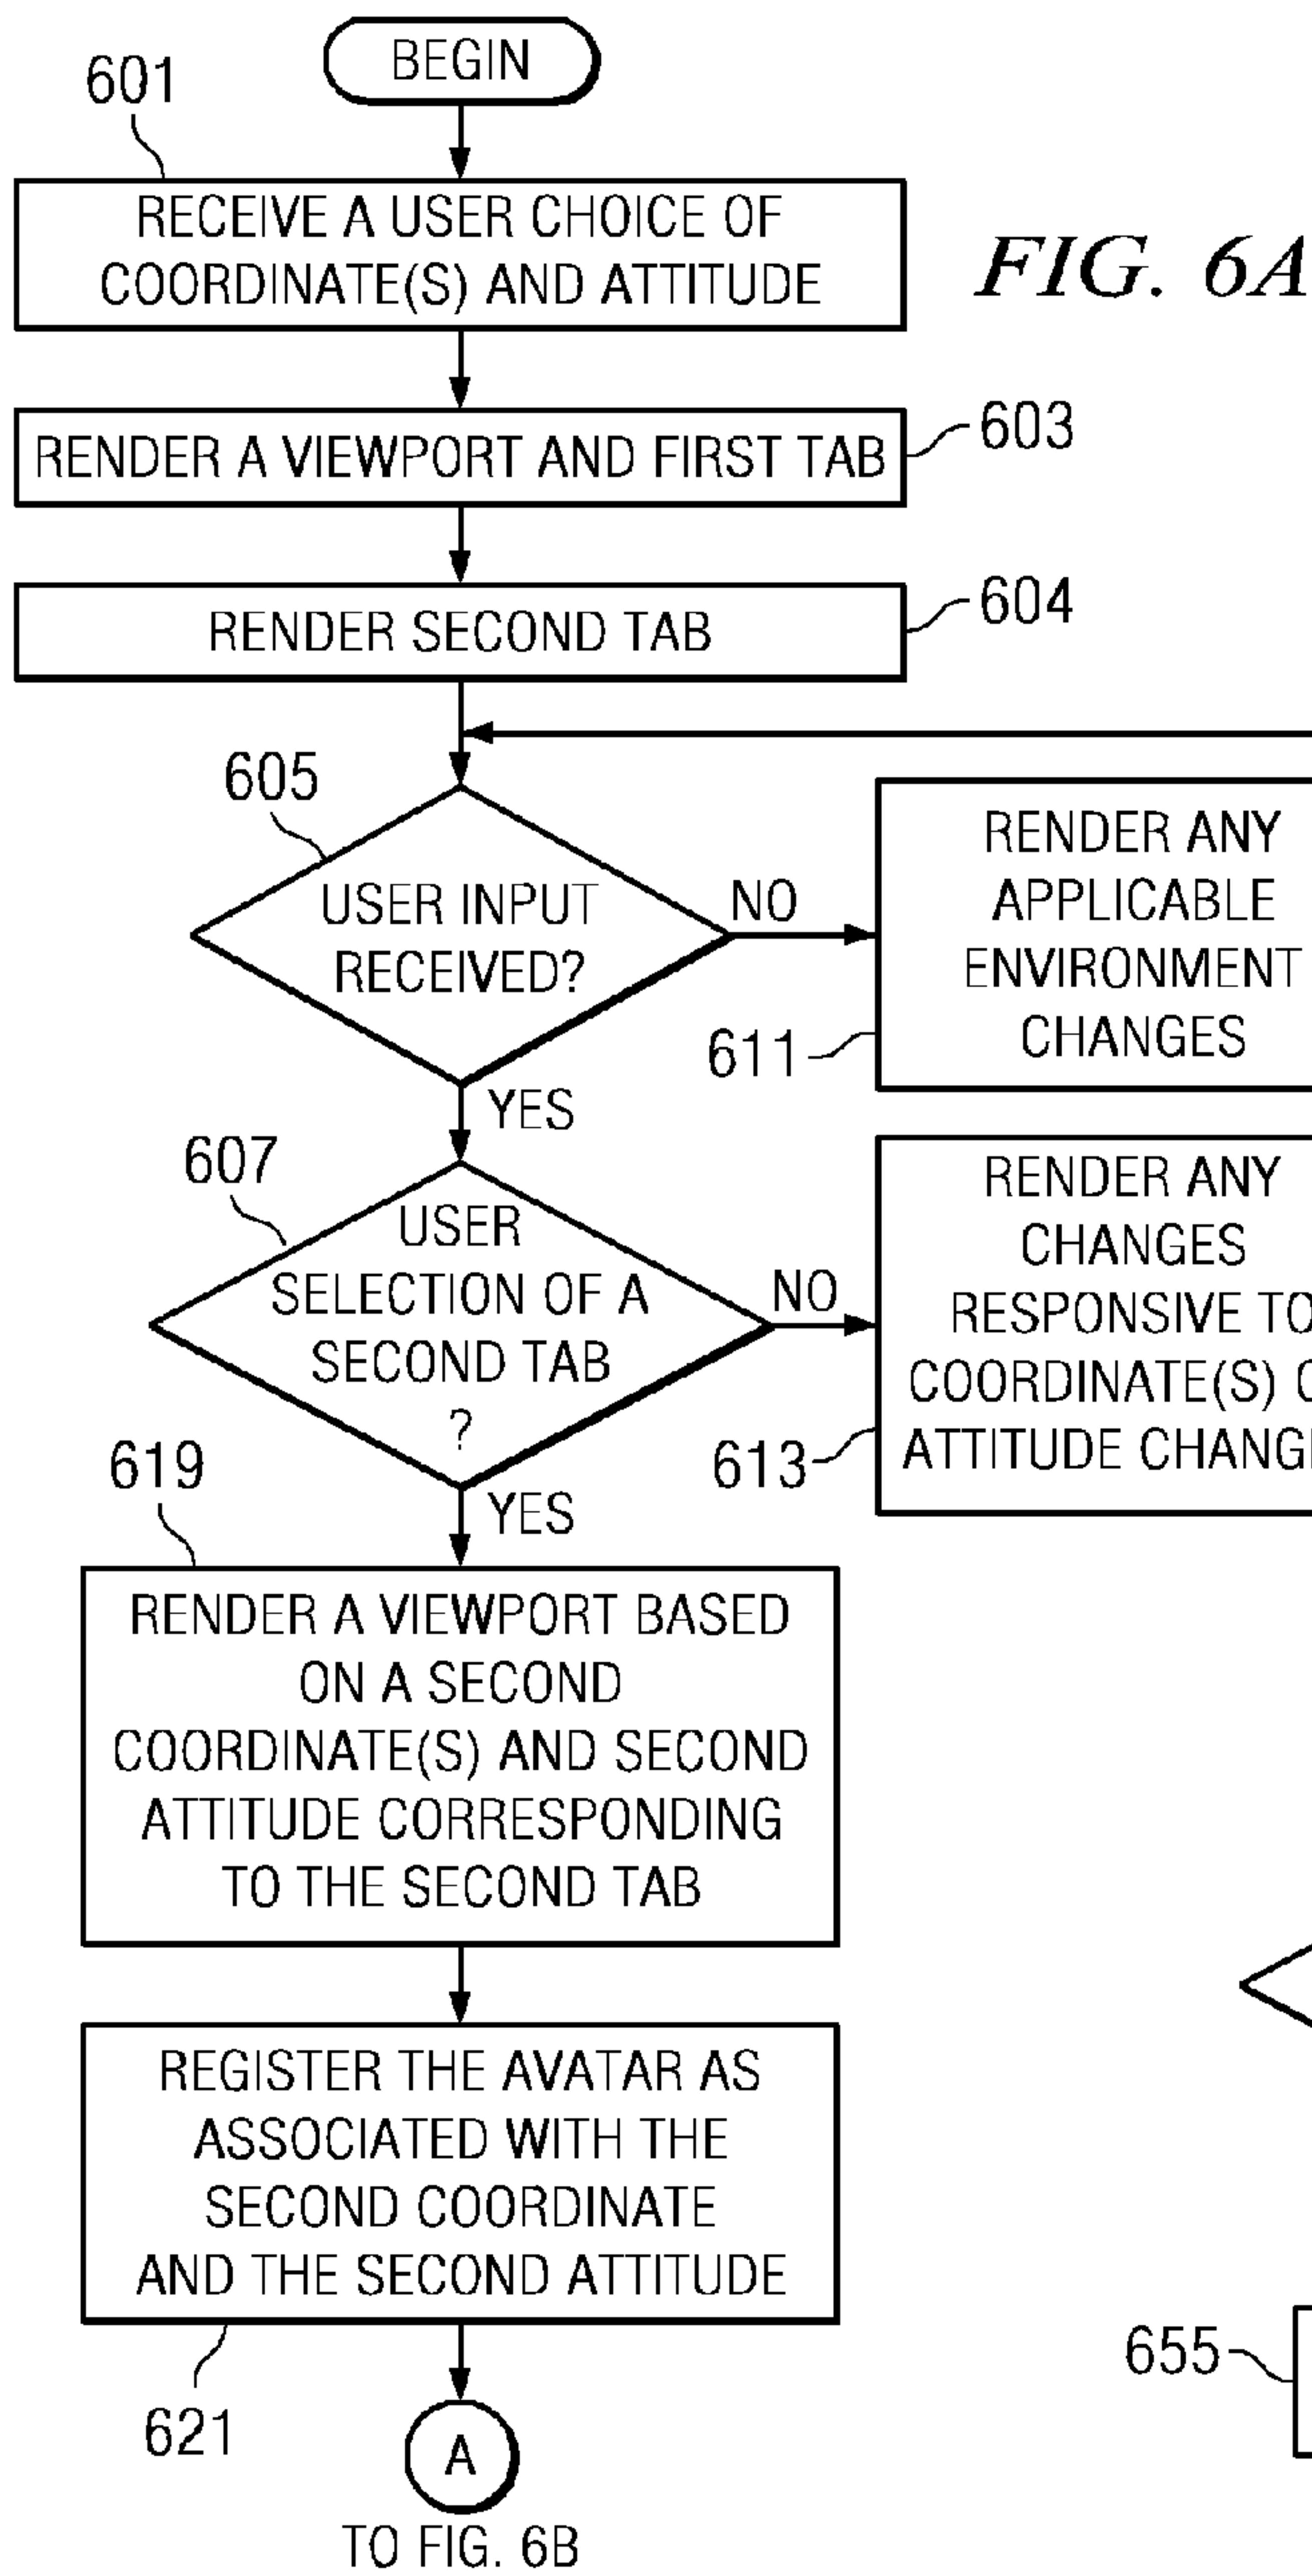 BEGIN
601
RECEIVE A USER CHOICE OF
COORDINATE(S) AND ATTITUDE
FIG. 6A
RENDER A VIEWPORT AND FIRST TAB
603
RENDER SECOND TAB
604
605
USER INPUT
RECEIVED?
NO
YES
RENDER ANY
APPLICABLE
ENVIRONMENT
CHANGES
611
607
USER
SELECTION OF A
SECOND TAB
?
NO
YES
RENDER ANY
CHANGES
RESPONSIVE TO
COORDINATE(S)
ATTITUDE
613
619
RENDER A VIEWPORT BASED
ON A SECOND
COORDINATE(S) AND SECOND
ATTITUDE CORRESPONDING
TO THE SECOND TAB
REGISTER THE AVATAR AS
ASSOCIATED WITH THE
SECOND COORDINATE
AND THE SECOND ATTITUDE
621
655
A
TO FIG. 6B